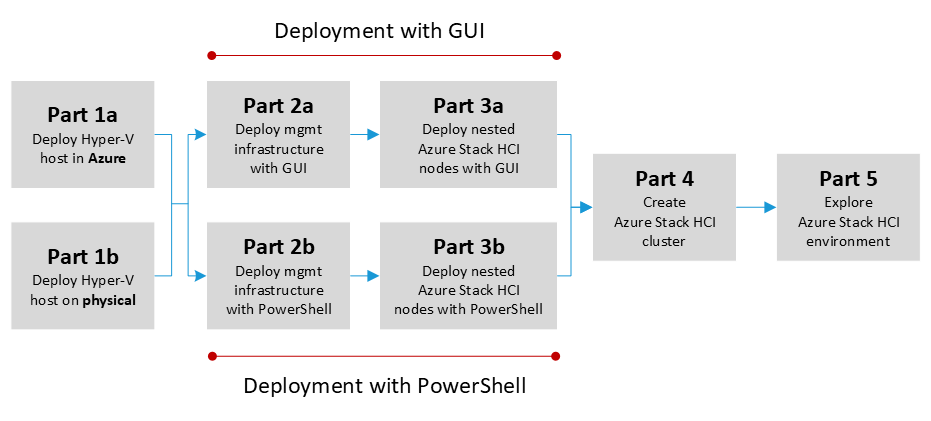 Deployment with GUI
Part 1a
Deploy Hyper-V
host in Azure
Part 2a
Deploy mgmt
infrastructure
with GUI
Part 3a
Deploy nested
Azure Stack HCI
nodes with GUI
Part 1b
Deploy Hyper-V
host on physical
Part 2b
Deploy mgmt
infrastructure
with PowerShell
Part 3b
Deploy nested
Azure Stack HCI
nodes with PowerShell
Part 4
Create
Azure Stack HCI
cluster
Part 5
Explore
Azure Stack HCI
environment
Deployment with PowerShell